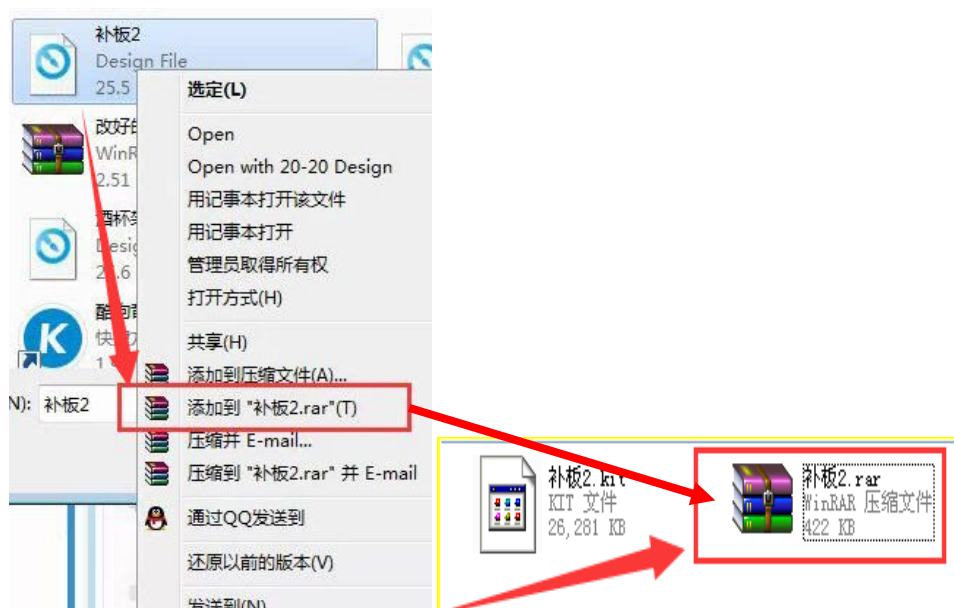 补板2
Design File
25.5
选定(L)
Open
改好
WinR
Open with 20-20 Design
2.51
用记事本打开该文件
酒杯
用记事本打开
管理员取得所有权
打开方式(H)
K
共享(H)
添加到压缩文件(A)...
N): 补板2
添加到 "补板2.rar"(T)
压缩并 E-mail...
压缩到 "补板2.rar" 并 E-mail
通过QQ发送到
还原以前的版本(V)
发送到(N)
补板2.kit
KIT 文件
26,281 KB
补板2.rar
WinRAR 压缩文件
422 KB